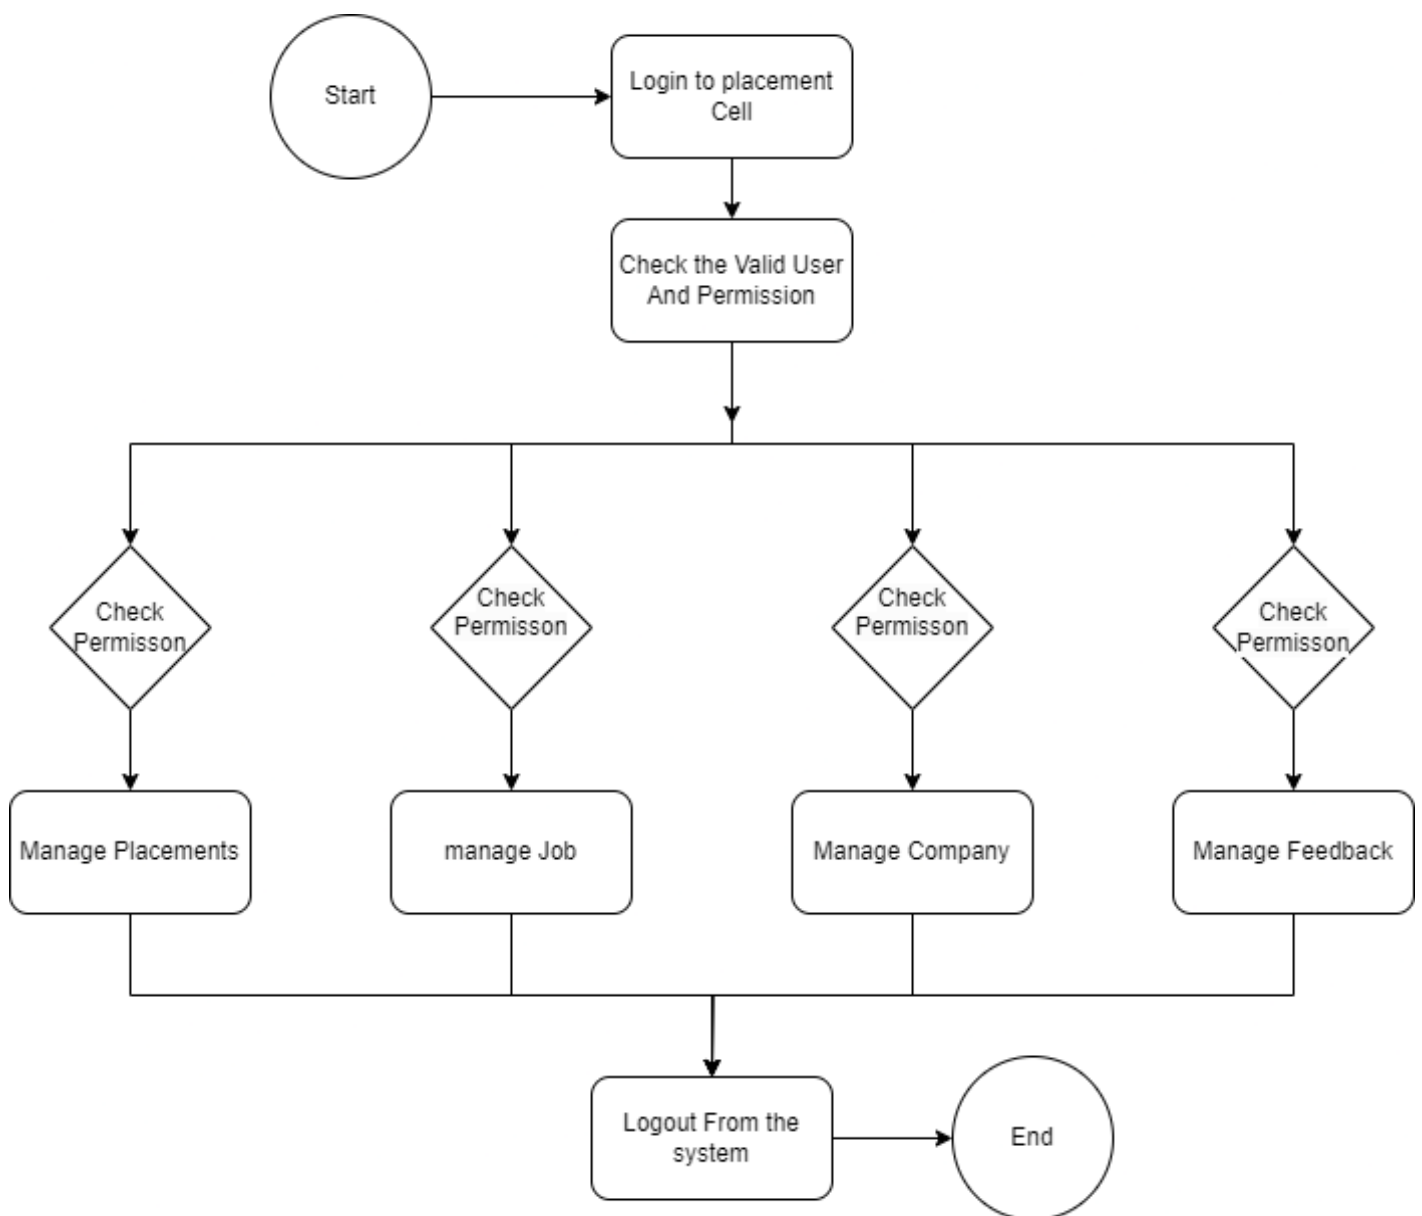 Start
Login to placement
Cell
Check the Valid User
And Permission
Check
Permisson
Check
Permisson
Check
Permisson
Check
Permisson
Manage Placements
manage Job
Manage Company
Manage Feedback
Logout From the
system
End